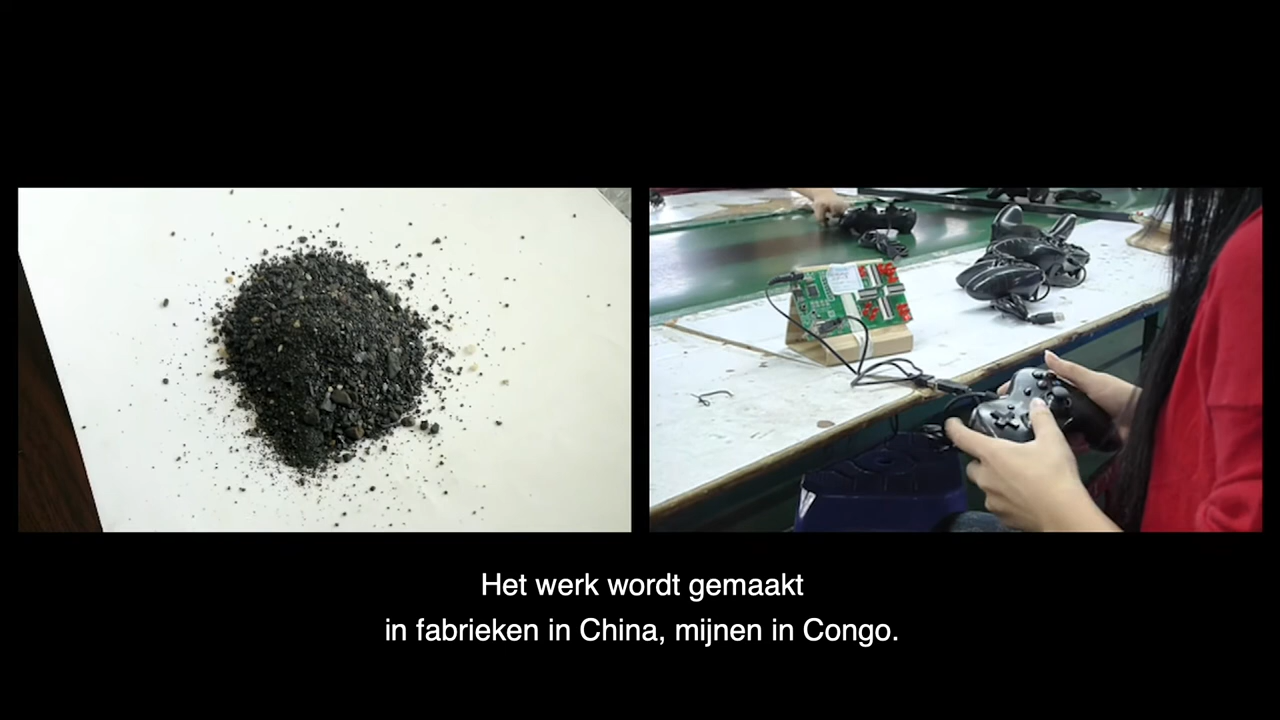 Het werk wordt gemaakt
in fabrieken in China, mijnen in Congo.